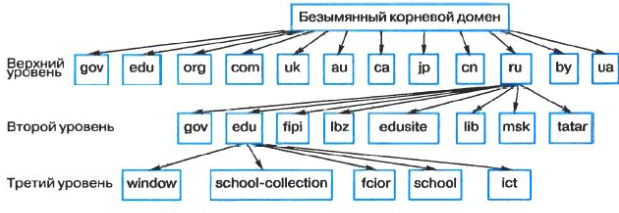 Безымянный корневой домен
Верхний уровень
gov edu org com uk au ca jp cn ru by ua
Второй уровень
gov edu fipi lbz edusite lib msk tatar
Третий уровень
window school-collection fcior school ict